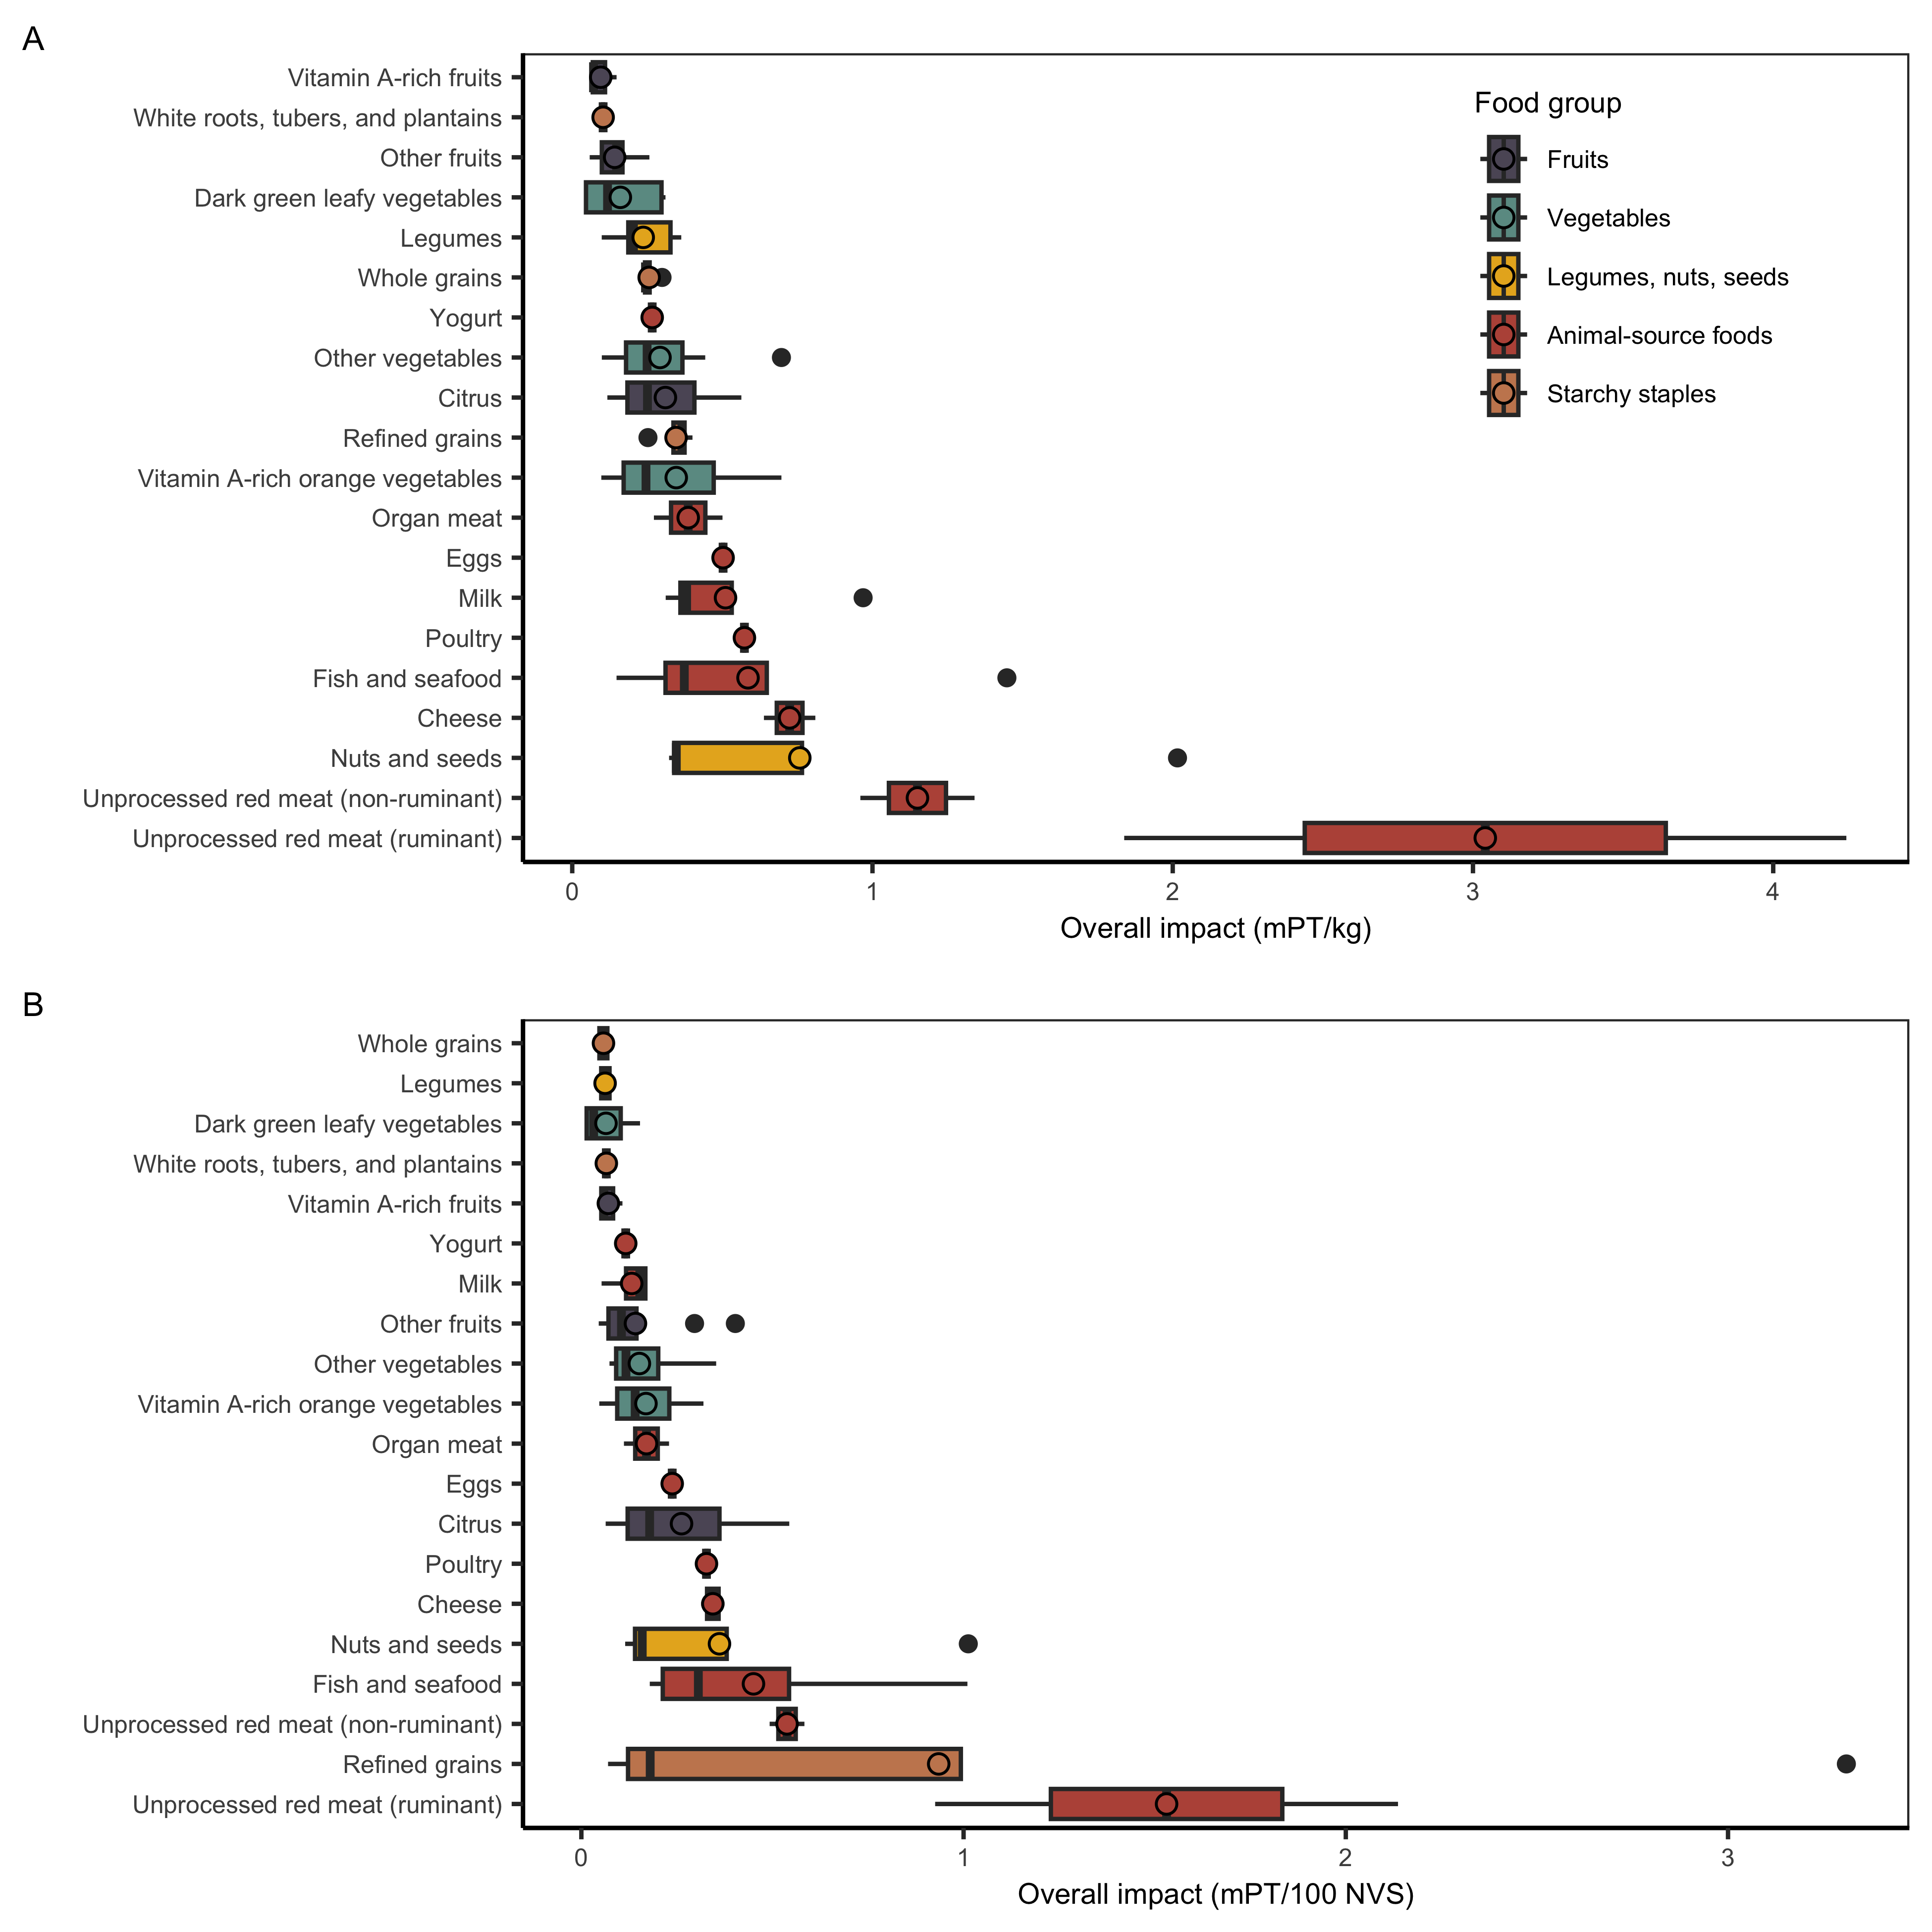 A
Vitamin A-rich fruits
White roots, tubers, and plantains
Other fruits
Dark green leafy vegetables
Legumes
Whole grains
Yogurt
Other vegetables
Citrus
Refined grains
Vitamin A-rich orange vegetables
Organ meat
Eggs
Milk
Poultry
Fish and seafood
Cheese
Nuts and seeds
Unprocessed red meat (non-ruminant)
Unprocessed red meat (ruminant)
Food group
Fruits
Vegetables
Legumes, nuts, seeds
Animal-source foods
Starchy staples
0 1 2 3 4
Overall impact (mPT/kg)
B
Whole grains
Legumes
Dark green leafy vegetables
White roots, tubers, and plantains
Vitamin A-rich fruits
Yogurt
Milk
Other fruits
Other vegetables
Vitamin A-rich orange vegetables
Organ meat
Eggs
Citrus
Poultry
Cheese
Nuts and seeds
Fish and seafood
Unprocessed red meat (non-ruminant)
Refined grains
Unprocessed red meat (ruminant)
0 1 2 3
Overall impact (mPT/100 NVS)